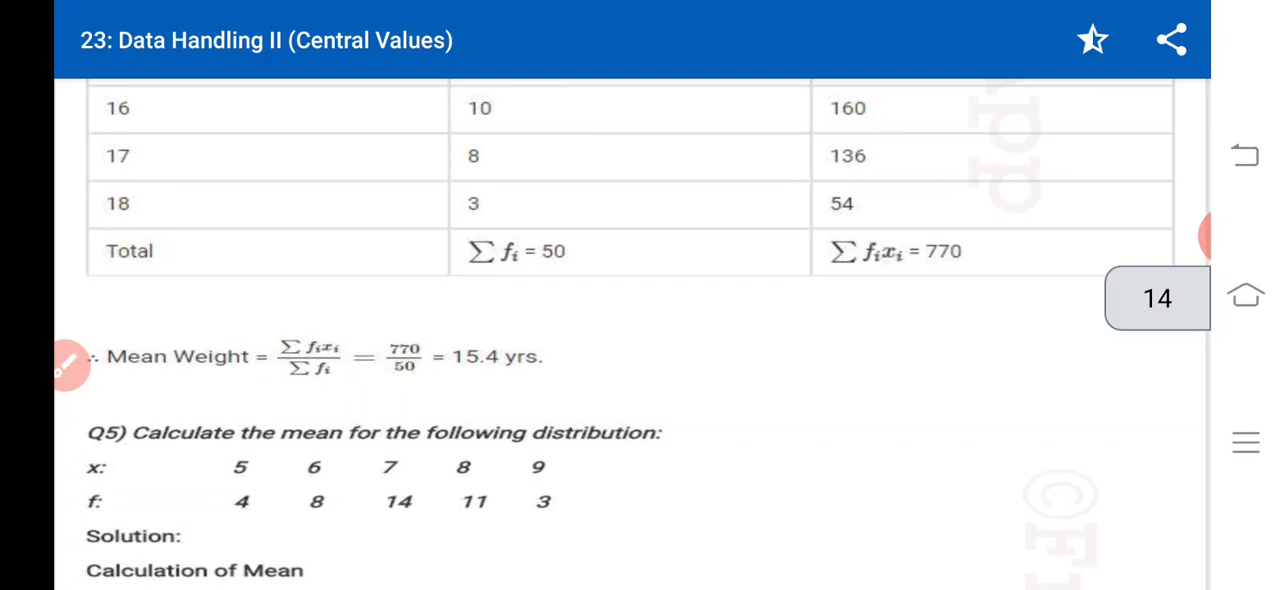 23: Data Handling II (Central Values)
16 10 160
17 8 136
18 3 54
Total ∑ fᵢ = 50 ∑ fᵢxᵢ = 770
14
∴ Mean Weight = ∑ fᵢxᵢ / ∑ fᵢ = 770/50 = 15.4 yrs.
Q5) Calculate the mean for the following distribution:
x: 5 6 7 8 9
f: 4 8 14 11 3
Solution:
Calculation of Mean